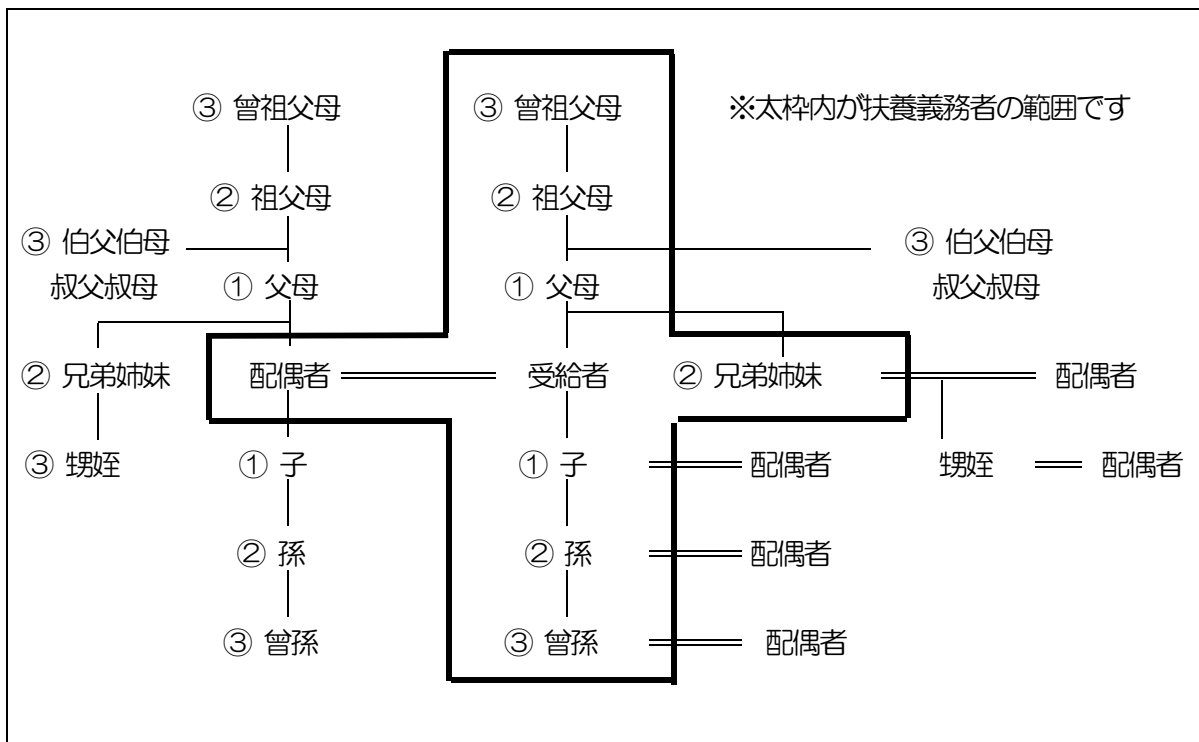 ③ 曾祖父母 ③ 曾祖父母 ※太枠内が扶養義務者の範囲です
② 祖父母 ② 祖父母
③ 伯父伯母 ③ 伯父伯母
叔父叔母 ① 父母 ① 父母 叔父叔母
② 兄弟姉妹 配偶者 受給者 ② 兄弟姉妹 配偶者
③ 甥姪 ① 子 ① 子 配偶者 甥姪 配偶者
② 孫 ② 孫 配偶者
③ 曾孫 ③ 曾孫 配偶者